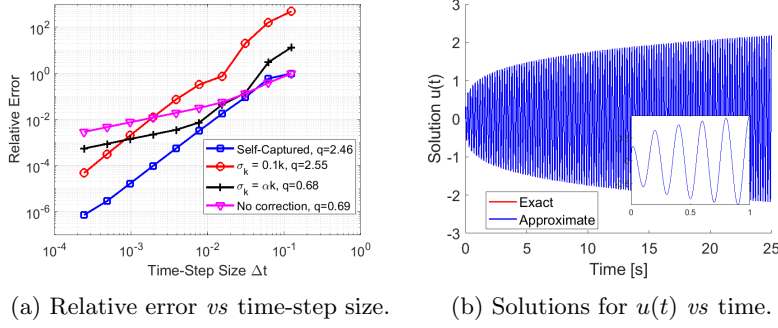 10^2
10^0
10^-2
10^-4
10^-6
Relative Error
Self-Captured, q=2.46
σ_k = 0.1k, q=2.55
σ_k = αk, q=0.68
No correction, q=0.69
10^-4 10^-3 10^-2 10^-1 10^0
Time-Step Size Δt
(a) Relative error vs time-step size.
3
2
1
0
-1
-2
-3
Solution u(t)
0 0.5 1
Exact
Approximate
0 5 10 15 20 25
Time [s]
(b) Solutions for u(t) vs time.